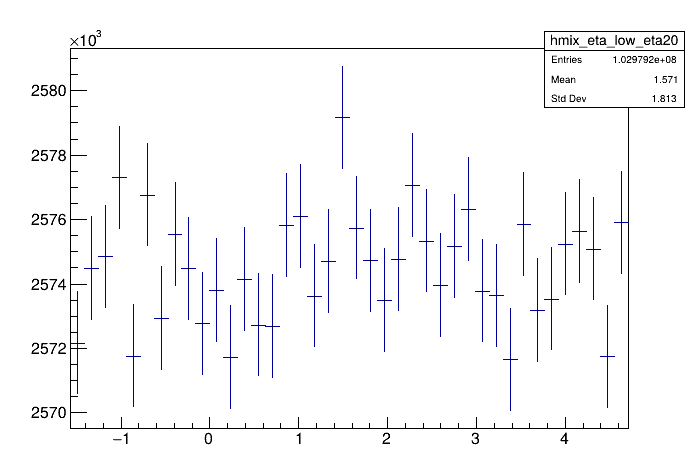 ×10³
hmix_eta_low_eta20
Entries 1.029792e+08
Mean 1.571
Std Dev 1.813
2580
2578
2576
2574
2572
2570
−1 0 1 2 3 4